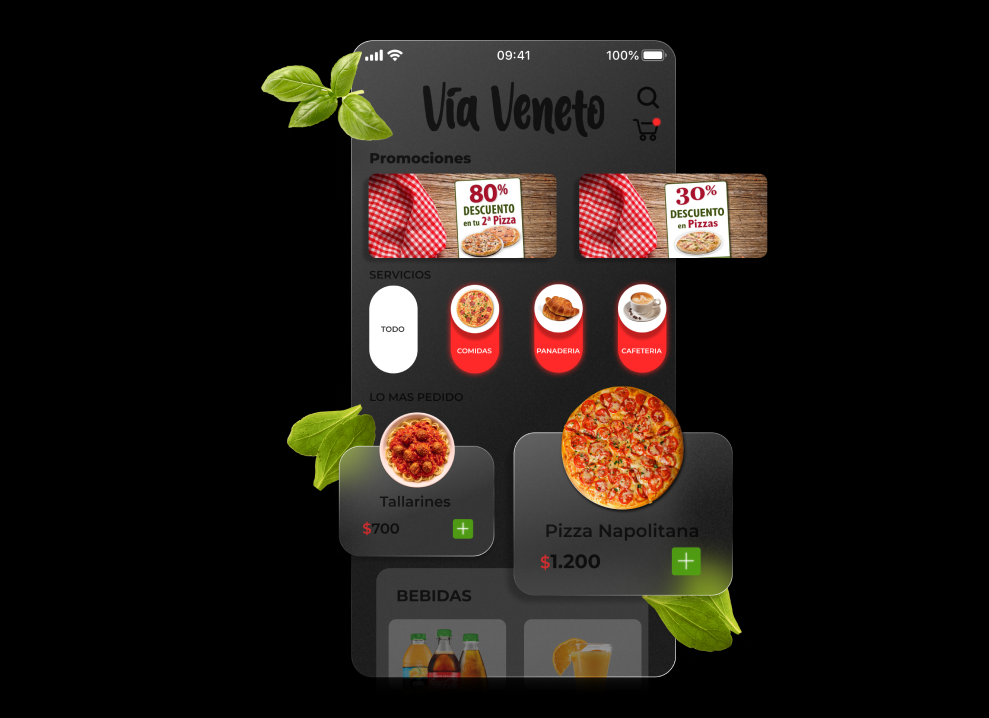 09:41
100%
Vía Veneto
Promociones
80%
DESCUENTO
en tu 2ª Pizza
30%
DESCUENTO
en Pizzas
SERVICIOS
TODO
COMIDAS
PANADERIA
CAFETERIA
LO MAS PEDIDO
Tallarines
$700
Pizza Napolitana
$1.200
BEBIDAS